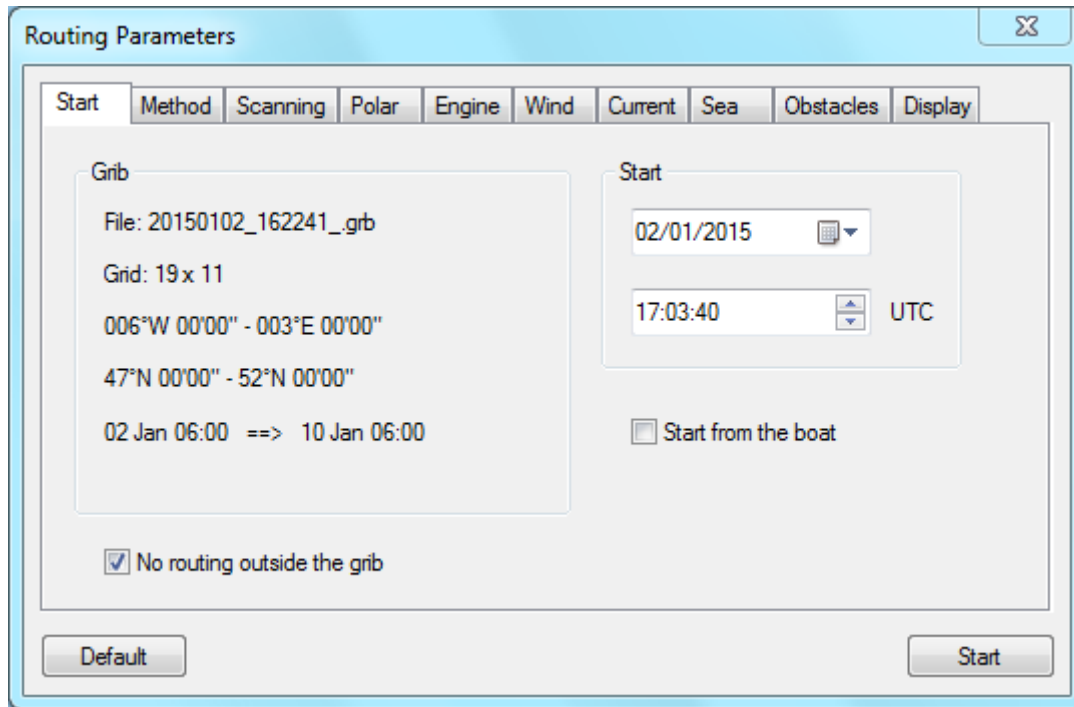 Routing Parameters
Start Method Scanning Polar Engine Wind Current Sea Obstacles Display
Grib
File: 20150102_162241_.grb
Grid: 19 x 11
006°W 00'00" - 003°E 00'00"
47°N 00'00" - 52°N 00'00"
02 Jan 06:00 ==> 10 Jan 06:00
Start
02/01/2015
17:03:40 UTC
Start from the boat
No routing outside the grib
Default Start